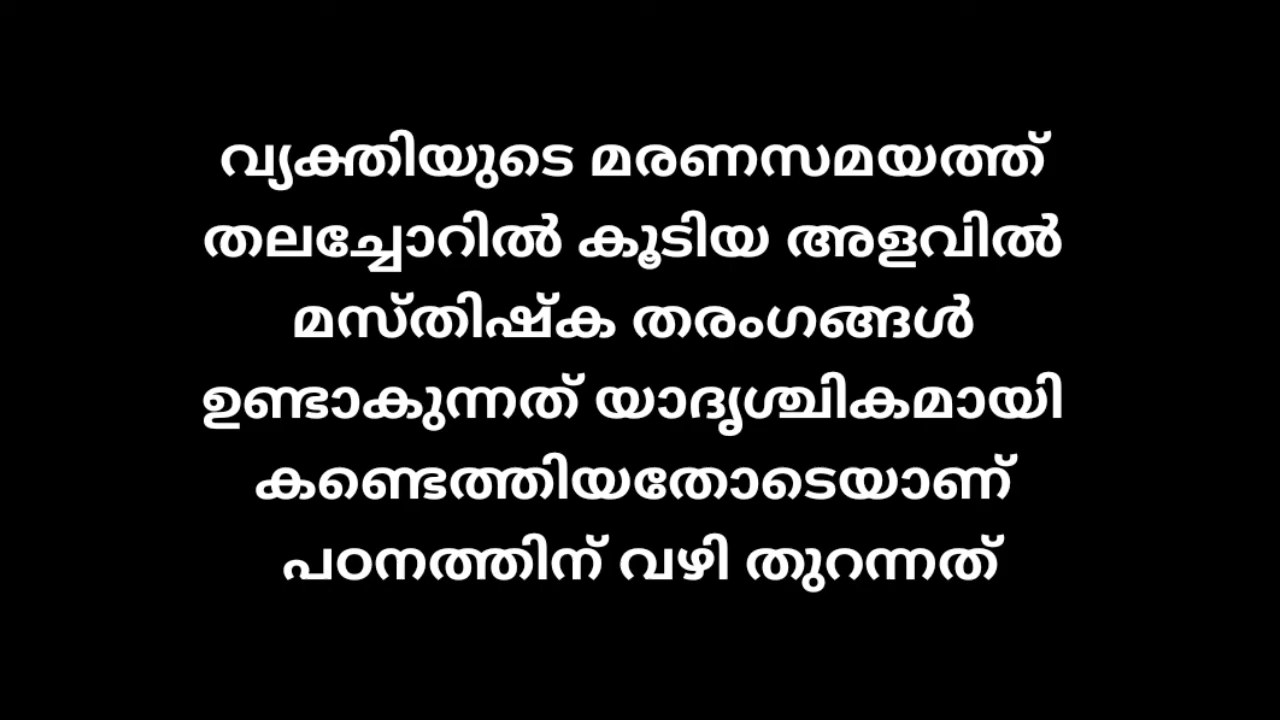 വ്യക്തിയുടെ മരണസമയത്ത്
തലച്ചോറിൽ കൂടിയ അളവിൽ
മസ്തിഷ്ക തരംഗങ്ങൾ
ഉണ്ടാകുന്നത് യാദൃശ്ചികമായി
കണ്ടെത്തിയതോടെയാണ്
പഠനത്തിന് വഴി തുറന്നത്